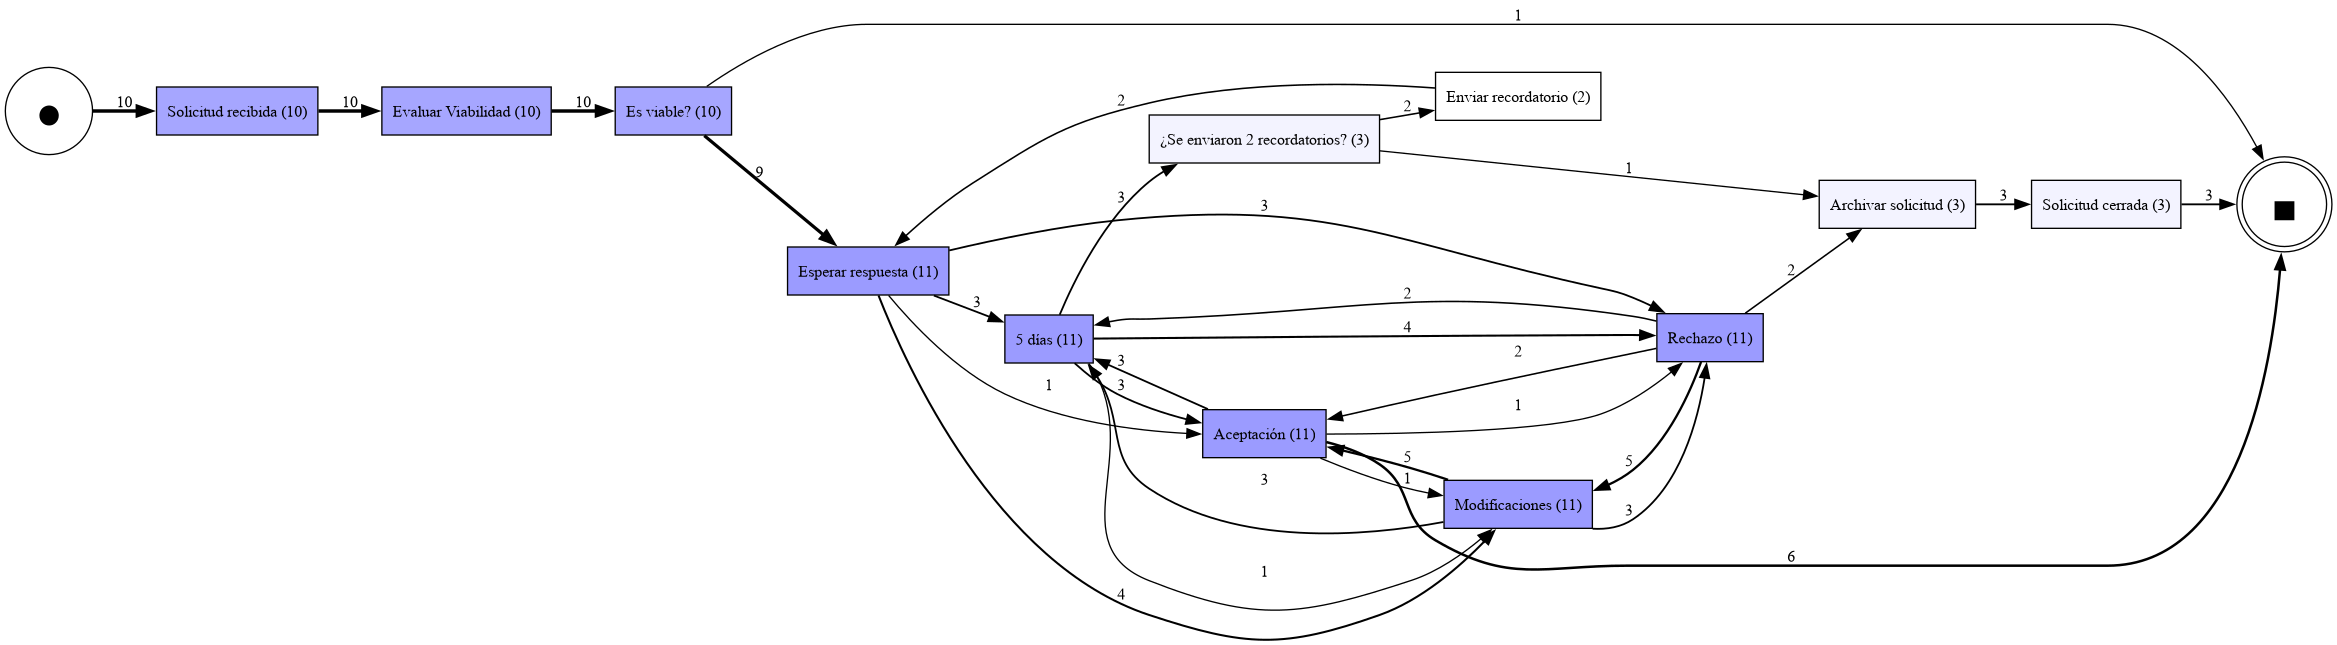 1
10
Solicitud recibida (10)
10
Evaluar Viabilidad (10)
10
Es viable? (10)
9
2
Enviar recordatorio (2)
2
¿Se enviaron 2 recordatorios? (3)
1
3
3
Archivar solicitud (3)
3
Solicitud cerrada (3)
3
Esperar respuesta (11)
3
2
2
5 días (11)
4
Rechazo (11)
1
3
3
2
1
Aceptación (11)
5
1
5
3
Modificaciones (11)
3
1
4
6